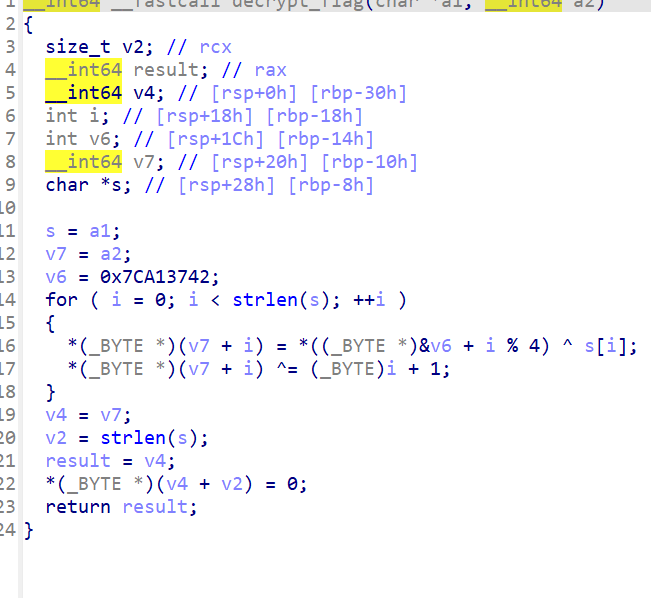 1 __int64 __fastcall decrypt_flag(char *a1, __int64 a2)
2 {
3 size_t v2; // rcx
4 __int64 result; // rax
5 __int64 v4; // [rsp+0h] [rbp-30h]
6 int i; // [rsp+18h] [rbp-18h]
7 int v6; // [rsp+1Ch] [rbp-14h]
8 __int64 v7; // [rsp+20h] [rbp-10h]
9 char *s; // [rsp+28h] [rbp-8h]
10
11 s = a1;
12 v7 = a2;
13 v6 = 0x7CA13742;
14 for ( i = 0; i < strlen(s); ++i )
15 {
16 *(_BYTE *)(v7 + i) = *((_BYTE *)&v6 + i % 4) ^ s[i];
17 *(_BYTE *)(v7 + i) ^= (_BYTE)i + 1;
18 }
19 v4 = v7;
20 v2 = strlen(s);
21 result = v4;
22 *(_BYTE *)(v4 + v2) = 0;
23 return result;
24 }